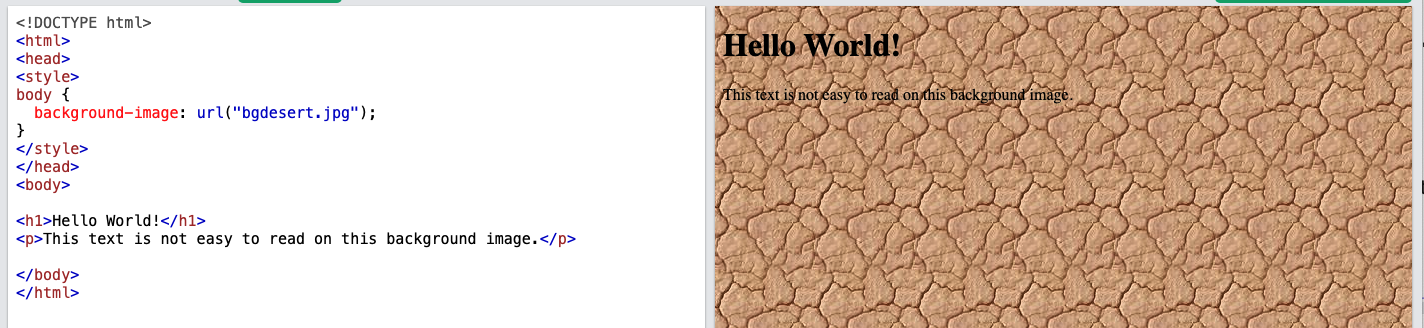 <!DOCTYPE html>
<html>
<head>
<style>
body {
  background-image: url("bgdesert.jpg");
}
</style>
</head>
<body>
<h1>Hello World!</h1>
<p>This text is not easy to read on this background image.</p>
</body>
</html>
Hello World!
This text is not easy to read on this background image.